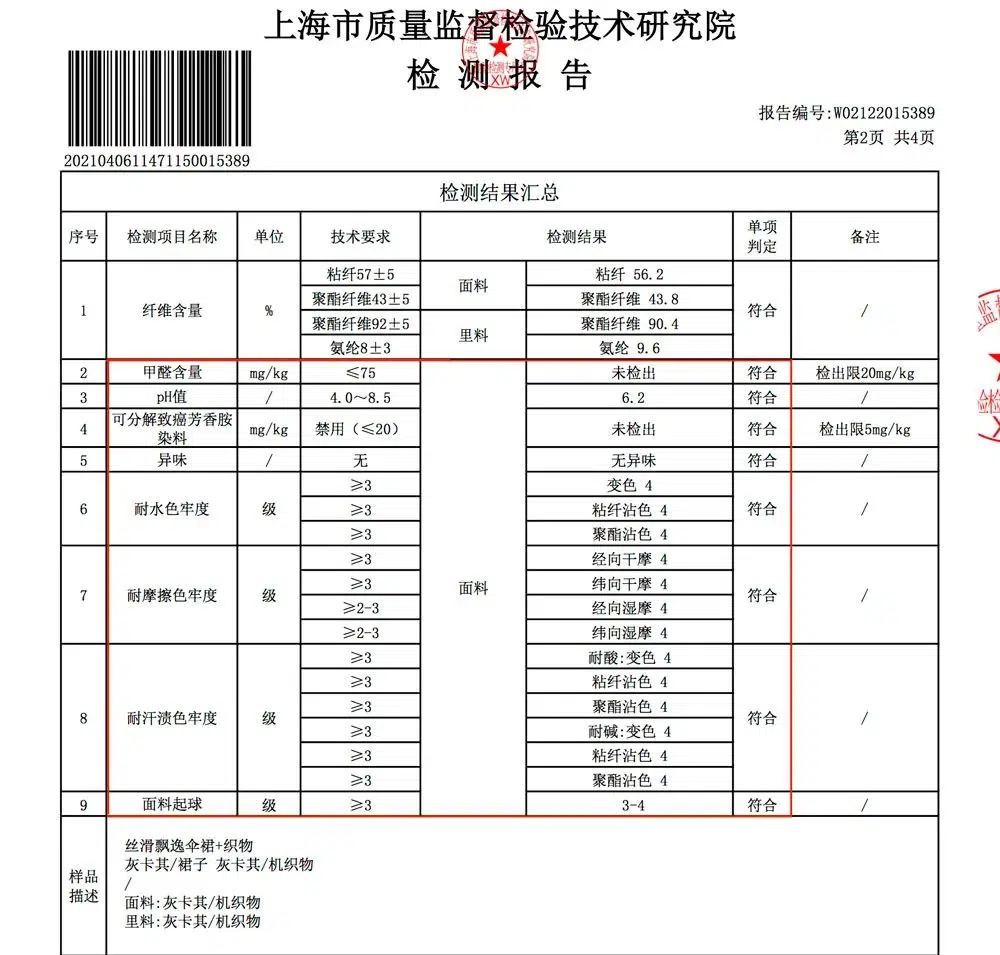 上海市质量监督检验技术研究院
检测报告
XW
20210406114711500​15389
报告编号:W02122015389
第2页 共4页
检测结果汇总
序号 检测项目名称 单位 技术要求 检测结果 单项判定 备注
1 纤维含量 % 粘纤57±5 面料 粘纤 56.2 符合 /
聚酯纤维43±5 聚酯纤维 43.8
聚酯纤维92±5 里料 聚酯纤维 90.4
氨纶8±3 氨纶 9.6
2 甲醛含量 mg/kg ≤75 面料 未检出 符合 检出限20mg/kg
3 pH值 / 4.0～8.5 6.2 符合 /
4 可分解致癌芳香胺染料 mg/kg 禁用（≤20） 未检出 符合 检出限5mg/kg
5 异味 / 无 无异味 符合 /
6 耐水色牢度 级 ≥3 变色 4 符合 /
≥3 粘纤沾色 4
≥3 聚酯沾色 4
7 耐摩擦色牢度 级 ≥3 经向干摩 4 符合 /
≥3 纬向干摩 4
≥2-3 经向湿摩 4
≥2-3 纬向湿摩 4
8 耐汗渍色牢度 级 ≥3 耐酸:变色 4 符合 /
≥3 粘纤沾色 4
≥3 聚酯沾色 4
≥3 耐碱:变色 4
≥3 粘纤沾色 4
≥3 聚酯沾色 4
9 面料起球 级 ≥3 3-4 符合 /
样品描述
丝滑飘逸伞裙+织物
灰卡其/裙子 灰卡其/机织物
/
面料:灰卡其/机织物
里料:灰卡其/机织物